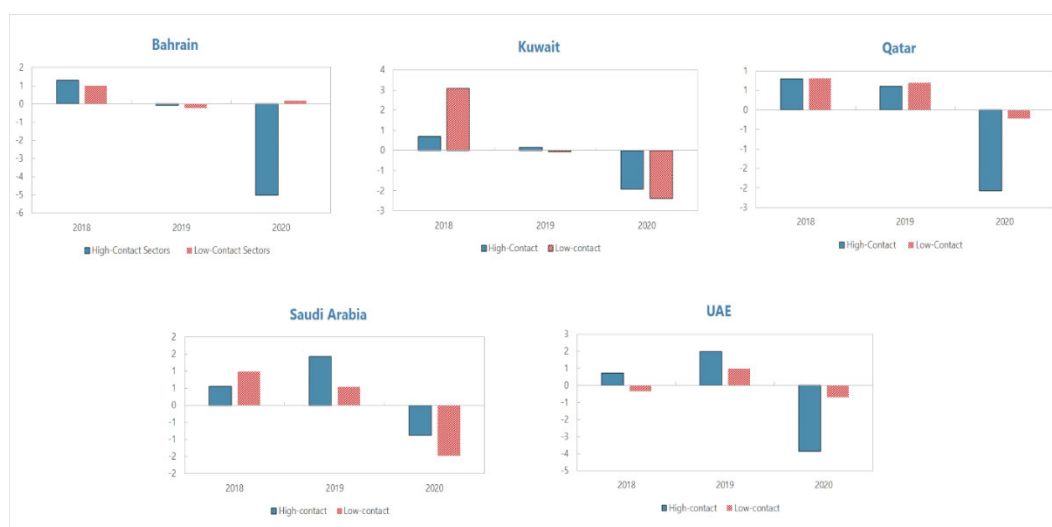 Bahrain
2
1
0
-1
-2
-3
-4
-5
-6
2018 2019 2020
High-Contact Sectors Low-Contact Sectors
Kuwait
4
3
2
1
0
-1
-2
-3
2018 2019 2020
High-Contact Low-contact
Qatar
1
1
0
-1
-1
-2
-2
-3
2018 2019 2020
High-Contact Low-Contact
Saudi Arabia
2
2
1
1
0
-1
-1
-2
-2
2018 2019 2020
High-contact Low-contact
UAE
3
2
1
0
-1
-2
-3
-4
-5
2018 2019 2020
High-contact Low-contact